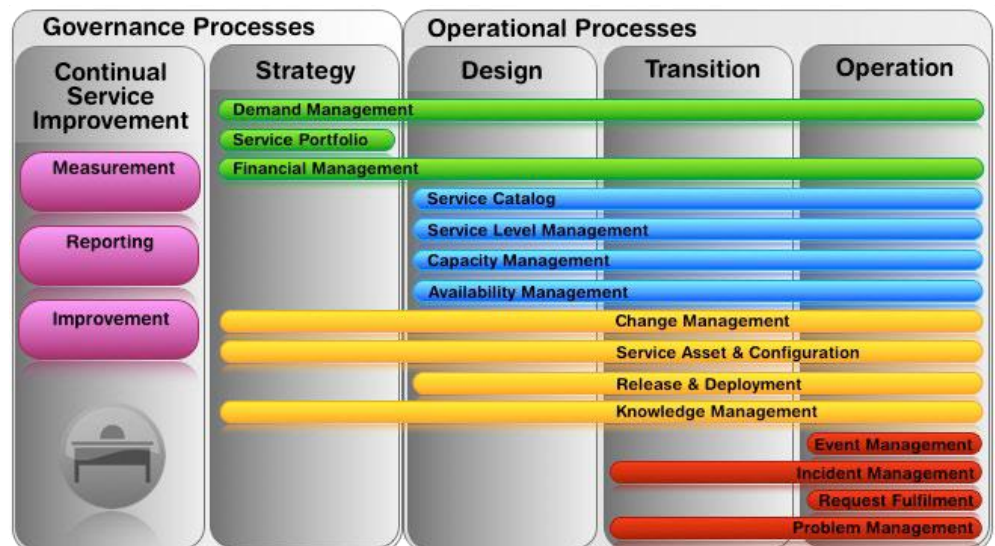 Governance Processes
Operational Processes
Continual
Service
Improvement
Strategy
Design
Transition
Operation
Measurement
Reporting
Improvement
Demand Management
Service Portfolio
Financial Management
Service Catalog
Service Level Management
Capacity Management
Availability Management
Change Management
Service Asset & Configuration
Release & Deployment
Knowledge Management
Event Management
Incident Management
Request Fulfilment
Problem Management